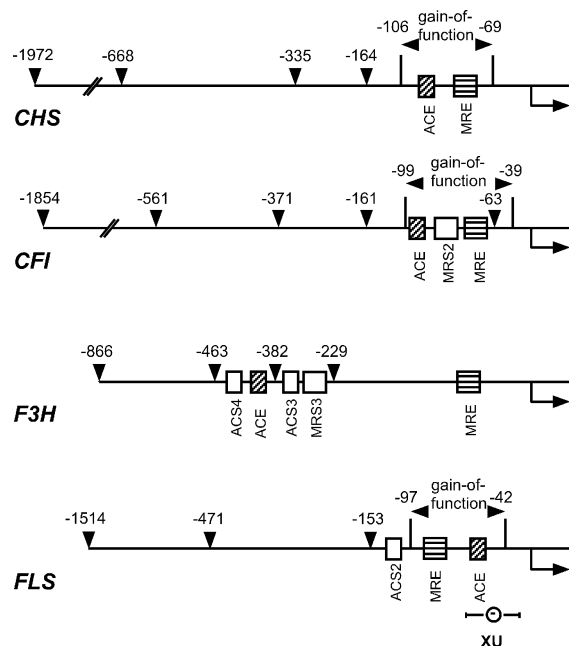 gain-of-
function
-1972 -668 -335 -164 -106 -69
CHS
ACE MRE
gain-of-
function
-1854 -561 -371 -161 -99 -63 -39
CFI
ACE MRS2 MRE
-866 -463 -382 -229
F3H
ACS4 ACE ACS3 MRS3 MRE
gain-of-
function
-1514 -471 -153 -97 -42
FLS
ACS2 MRE ACE
XU